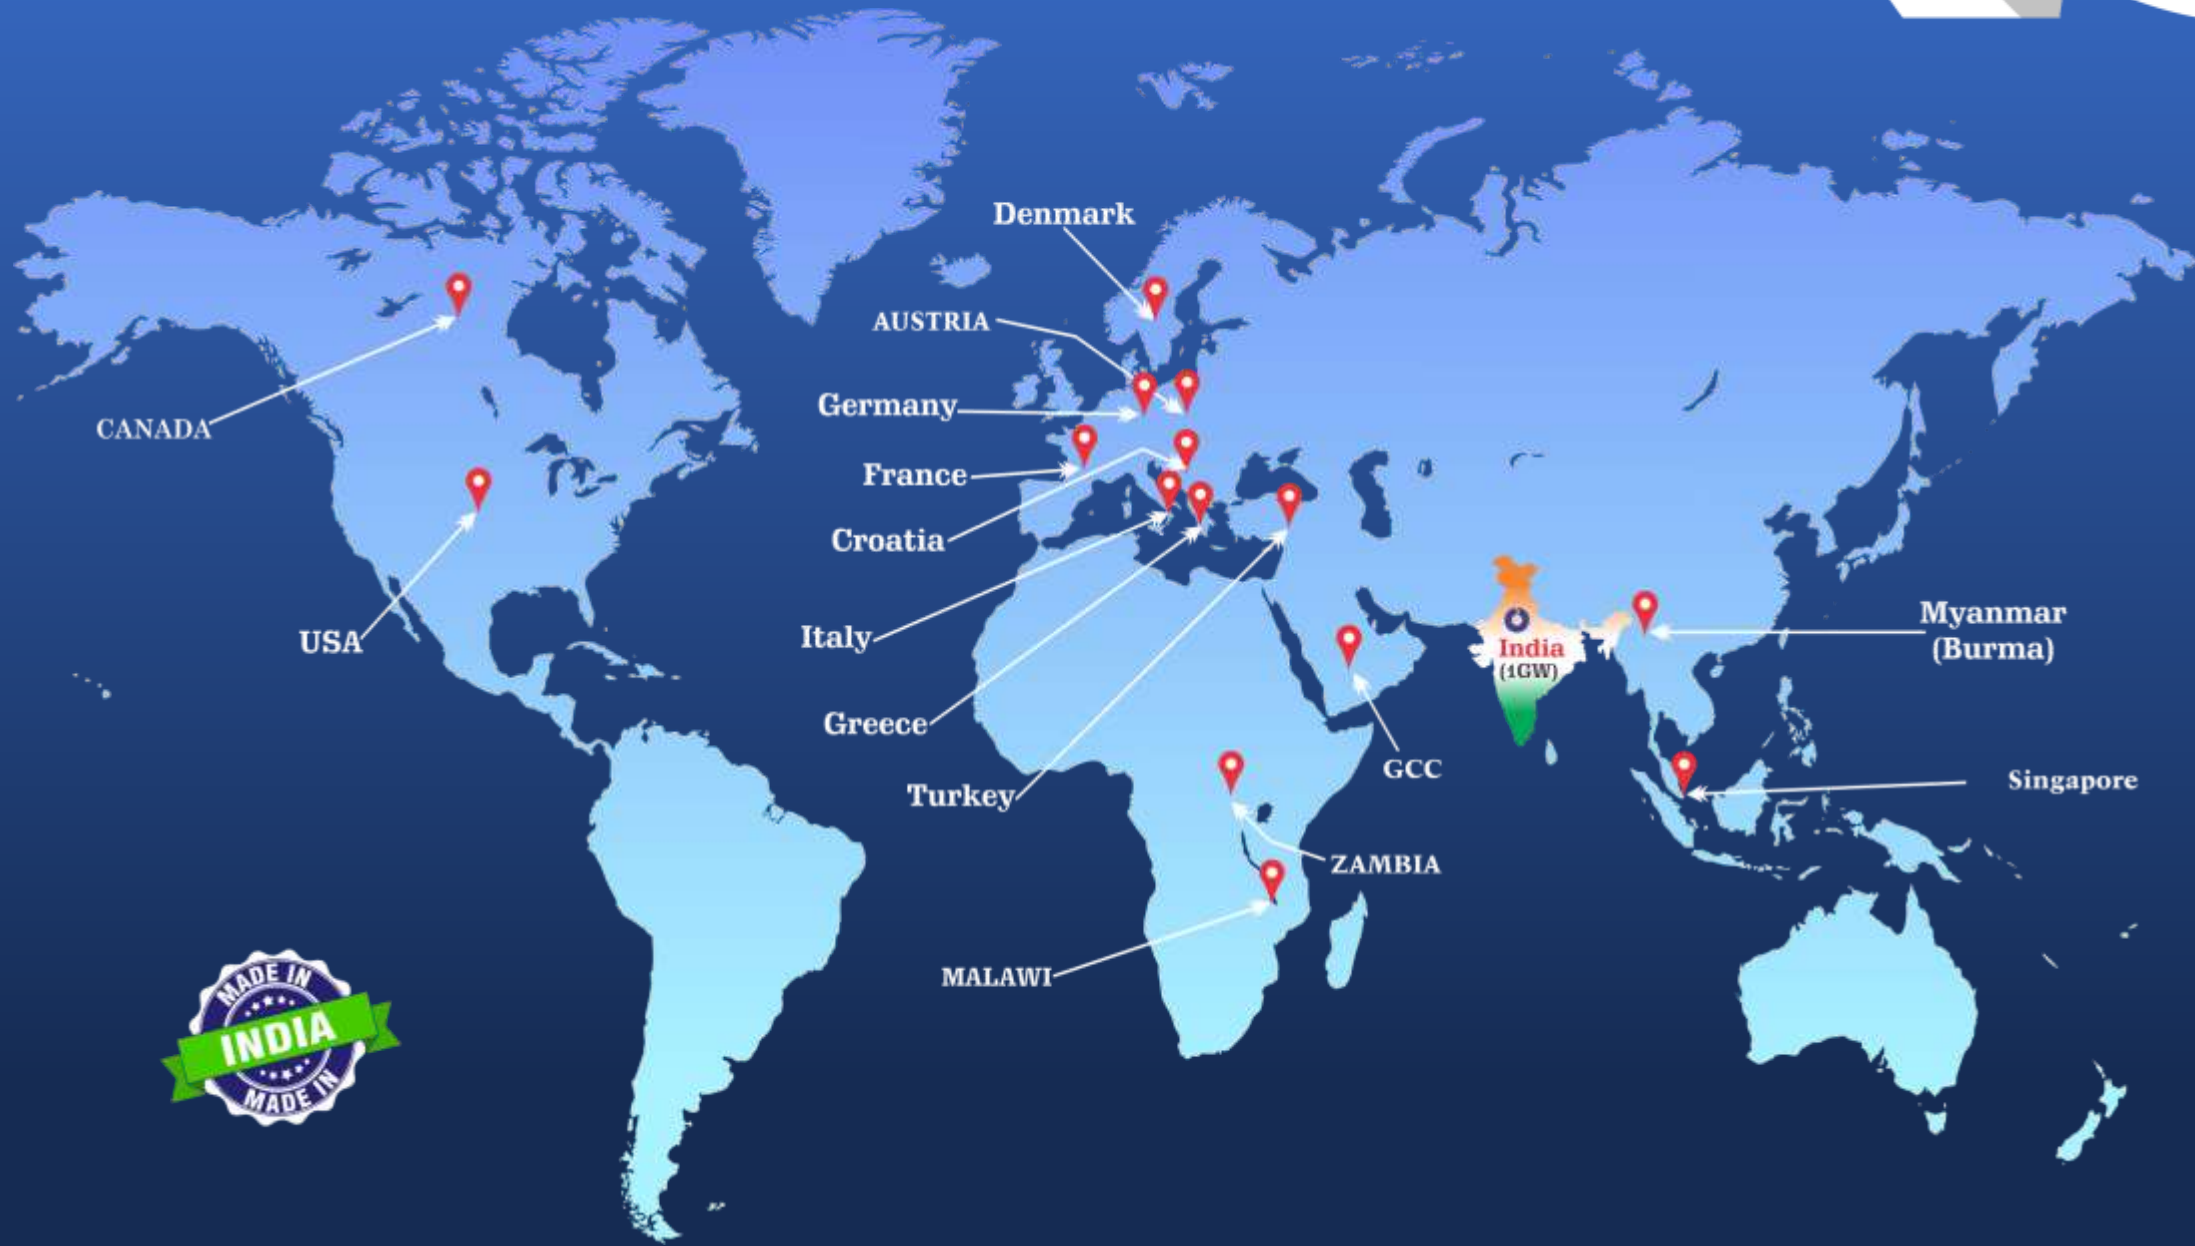 Denmark
AUSTRIA
Germany
CANADA
France
Croatia
Italy
USA
Greece
Turkey
India
(1GW)
Myanmar
(Burma)
GCC
Singapore
ZAMBIA
MALAWI
MADE IN
INDIA
MADE IN